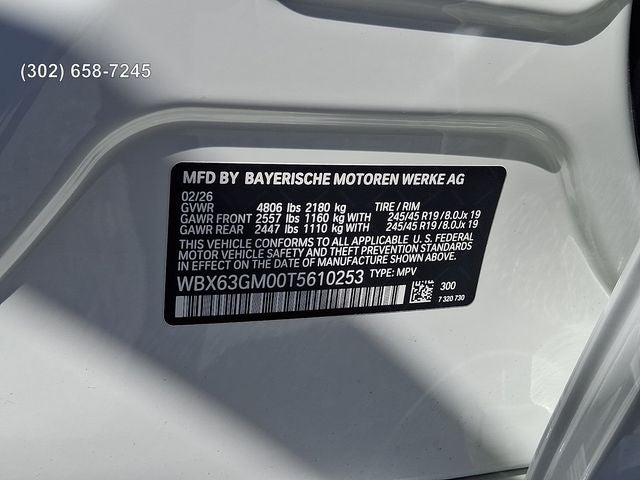 (302) 658-7245
MFD BY BAYERISCHE MOTOREN WERKE AG
02/26
GVWR 4806 lbs 2180 kg TIRE / RIM
GAWR FRONT 2557 lbs 1160 kg WITH 245/45 R19 / 8.0Jx 19
GAWR REAR 2447 lbs 1110 kg WITH 245/45 R19 / 8.0Jx 19
THIS VEHICLE CONFORMS TO ALL APPLICABLE U. S. FEDERAL
MOTOR VEHICLE SAFETY AND THEFT PREVENTION STANDARDS
IN EFFECT ON THE DATE OF MANUFACTURE SHOWN ABOVE.
WBX63GM00T5610253 TYPE: MPV
300
7 320 730